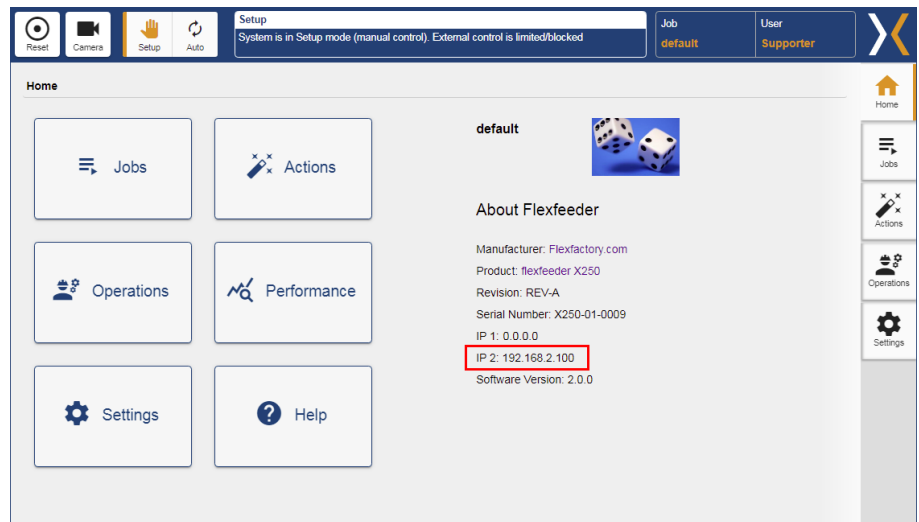 Reset
Camera
Setup
Auto
Setup
System is in Setup mode (manual control). External control is limited/blocked
Job
default
User
Supporter
Home
Jobs
Actions
Operations
Performance
Settings
Help
default
About Flexfeeder
Manufacturer: Flexfactory.com
Product: flexfeeder X250
Revision: REV-A
Serial Number: X250-01-0009
IP 1: 0.0.0.0
IP 2: 192.168.2.100
Software Version: 2.0.0
Home
Jobs
Actions
Operations
Settings